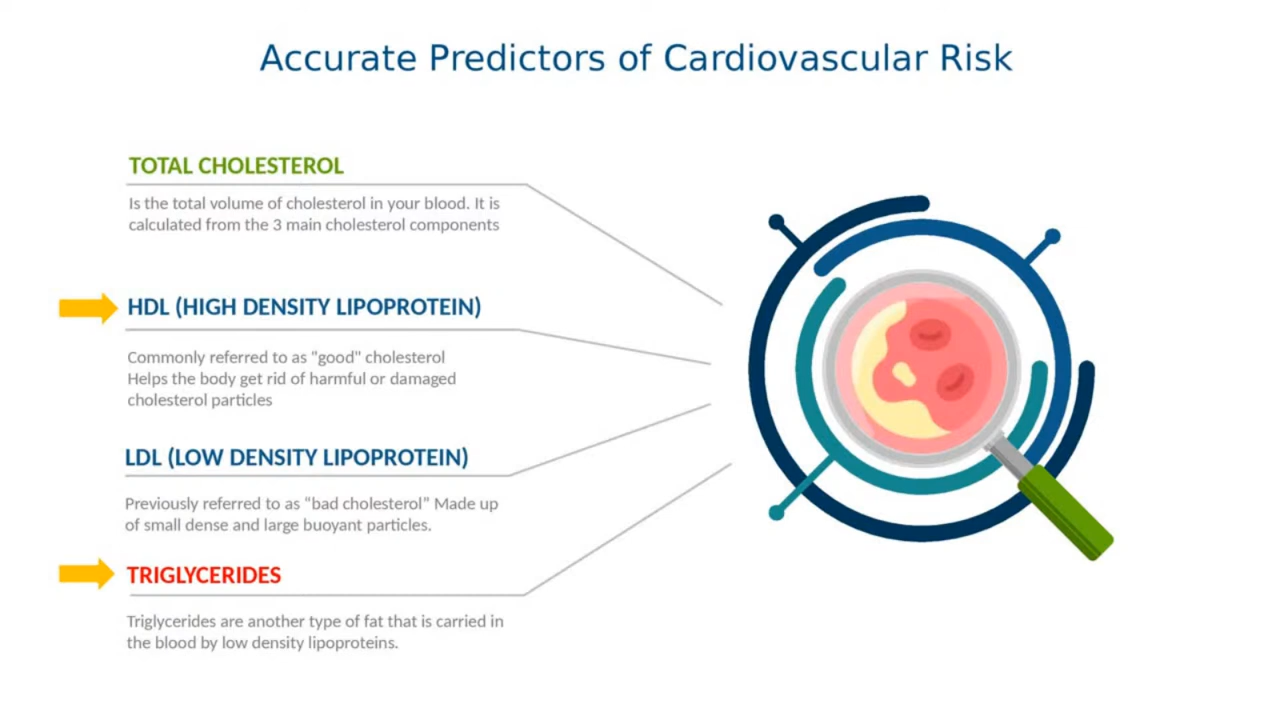 Accurate Predictors of Cardiovascular Risk
TOTAL CHOLESTEROL
Is the total volume of cholesterol in your blood. It is
calculated from the 3 main cholesterol components
HDL (HIGH DENSITY LIPOPROTEIN)
Commonly referred to as "good" cholesterol
Helps the body get rid of harmful or damaged
cholesterol particles
LDL (LOW DENSITY LIPOPROTEIN)
Previously referred to as “bad cholesterol” Made up
of small dense and large buoyant particles.
TRIGLYCERIDES
Triglycerides are another type of fat that is carried in
the blood by low density lipoproteins.